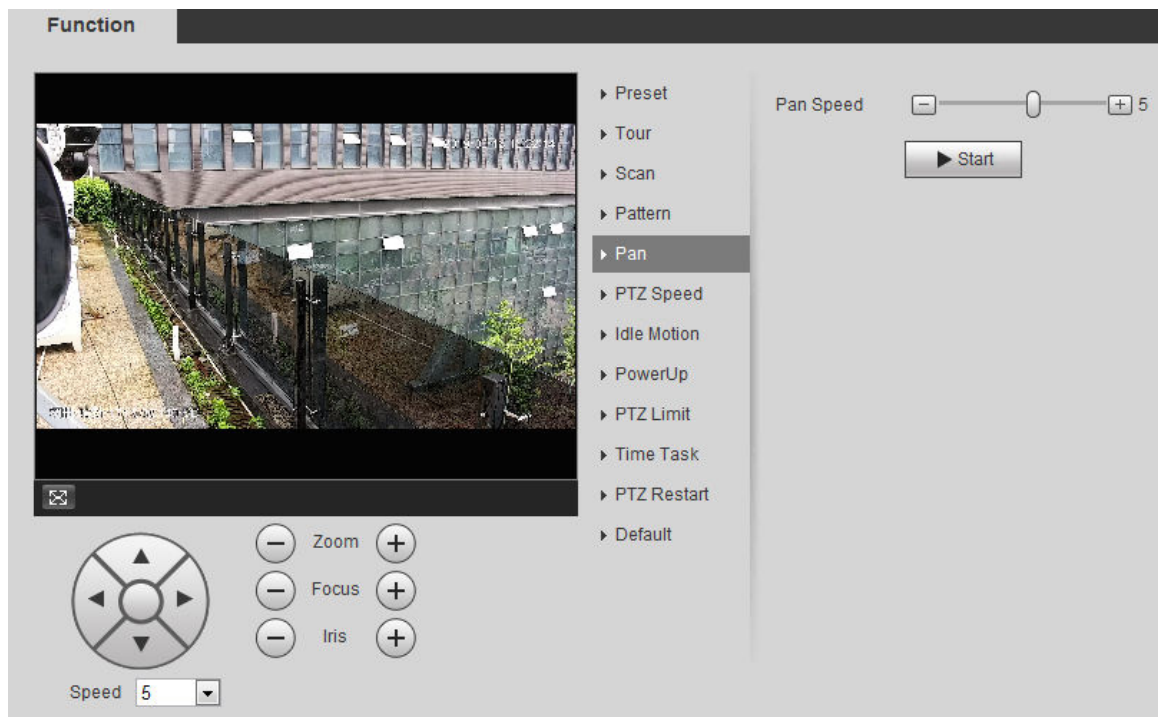 Function
Preset
Pan Speed
5
Tour
Start
Scan
Pattern
Pan
PTZ Speed
Idle Motion
PowerUp
PTZ Limit
Time Task
PTZ Restart
Default
Zoom
Focus
Iris
Speed
5